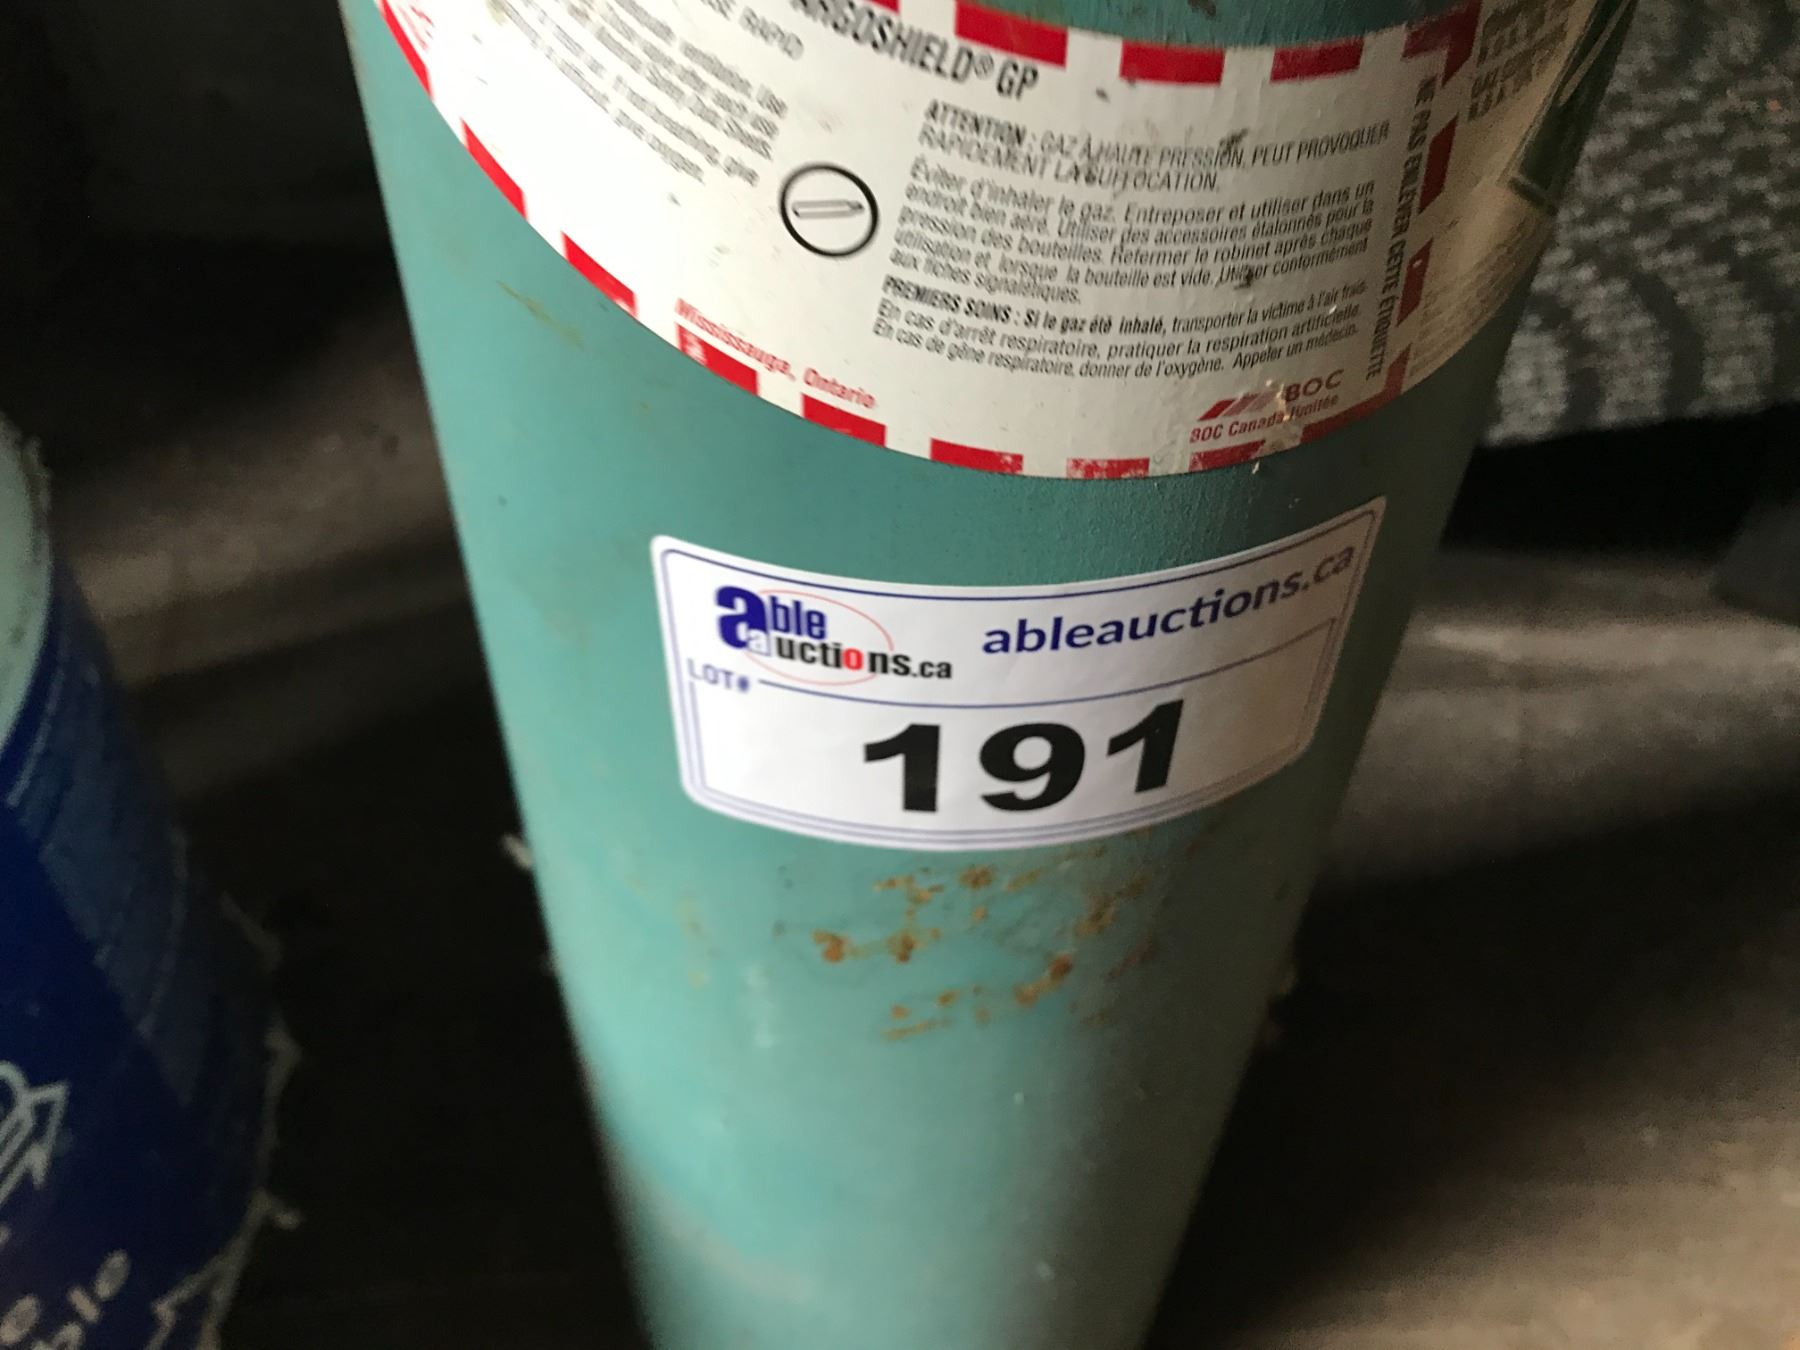 ARGOSHIELD® GP
RAPID
ATTENTION : GAZ À HAUTE PRESSION, PEUT PROVOQUER
RAPIDEMENT LA SUFFOCATION.
Éviter d'inhaler le gaz. Entreposer et utiliser dans un
endroit bien aéré. Utiliser des accessoires étalonnés pour la
pression des bouteilles. Refermer le robinet après chaque
utilisation et lorsque la bouteille est vide. Utiliser conformément
aux fiches signalétiques.
PREMIERS SOINS : Si le gaz été inhalé, transporter la victime à l'air frais.
En cas d'arrêt respiratoire, pratiquer la respiration artificielle.
En cas de gêne respiratoire, donner de l'oxygène. Appeler un médecin.
NE PAS ENLEVER CETTE ÉTIQUETTE
Mississauga, Ontario
BOC
BOC Canada Limitée
able
auctions.ca
ableauctions.ca
LOT#
191